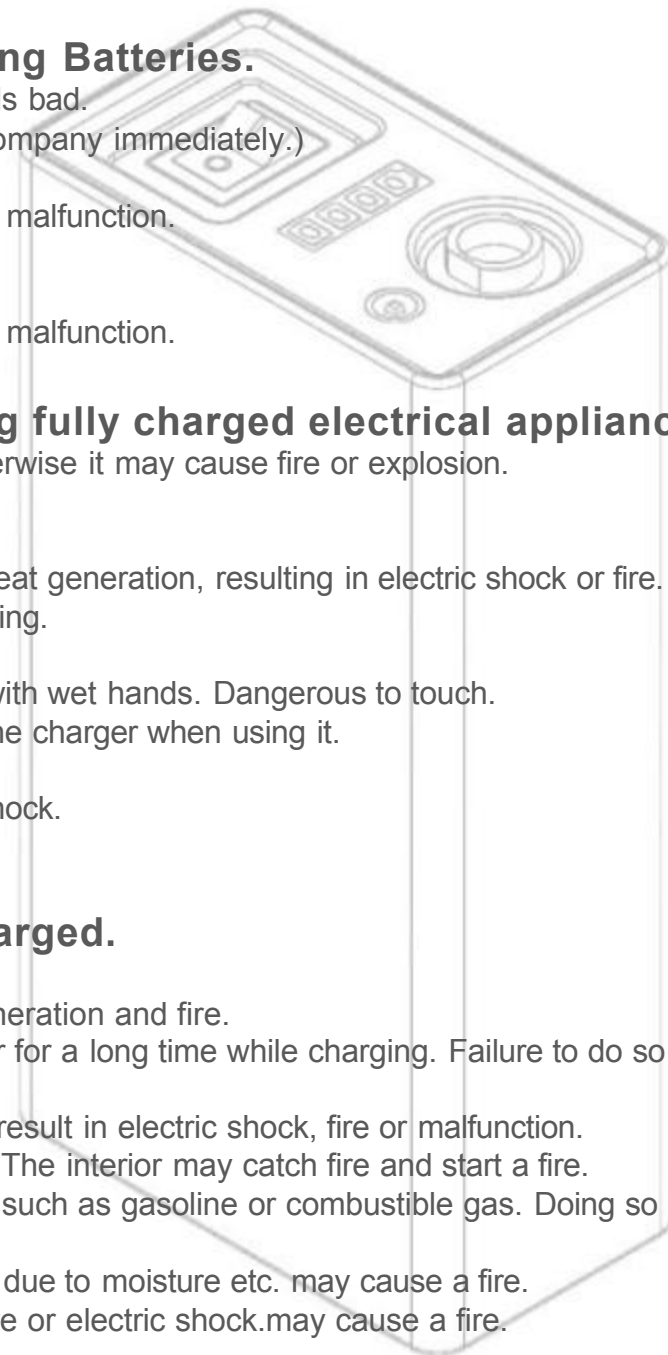 ng Batteries.
s bad.
ompany immediately.)
malfunction.
malfunction.
g fully charged electrical applianc
erwise it may cause fire or explosion.
eat generation, resulting in electric shock or fire.
ing.
with wet hands. Dangerous to touch.
ne charger when using it.
hock.
arged.
neration and fire.
r for a long time while charging. Failure to do so
result in electric shock, fire or malfunction.
The interior may catch fire and start a fire.
such as gasoline or combustible gas. Doing so
due to moisture etc. may cause a fire.
re or electric shock.may cause a fire.